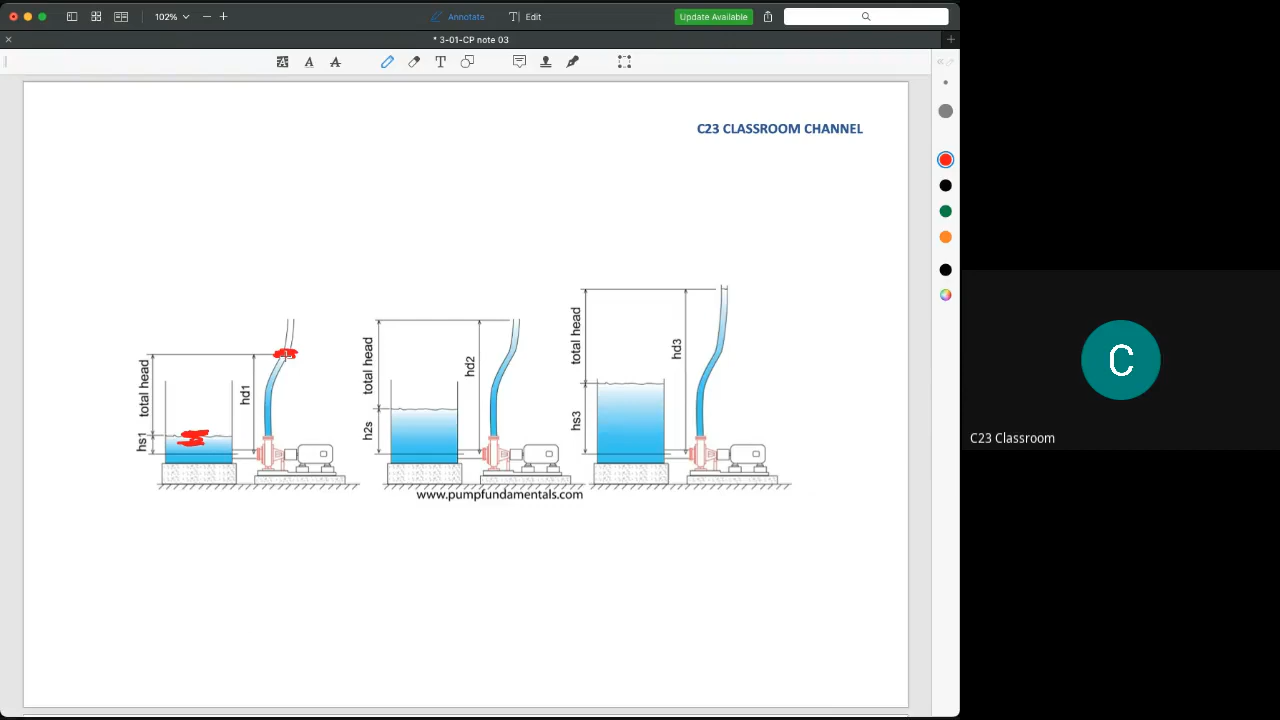 102%
Annotate
T Edit
Update Available
* 3-01-CP note 03
A A A T
C23 CLASSROOM CHANNEL
total head
hs1
hd1
total head
h2s
hd2
total head
hs3
hd3
www.pumpfundamentals.com
C
C23 Classroom